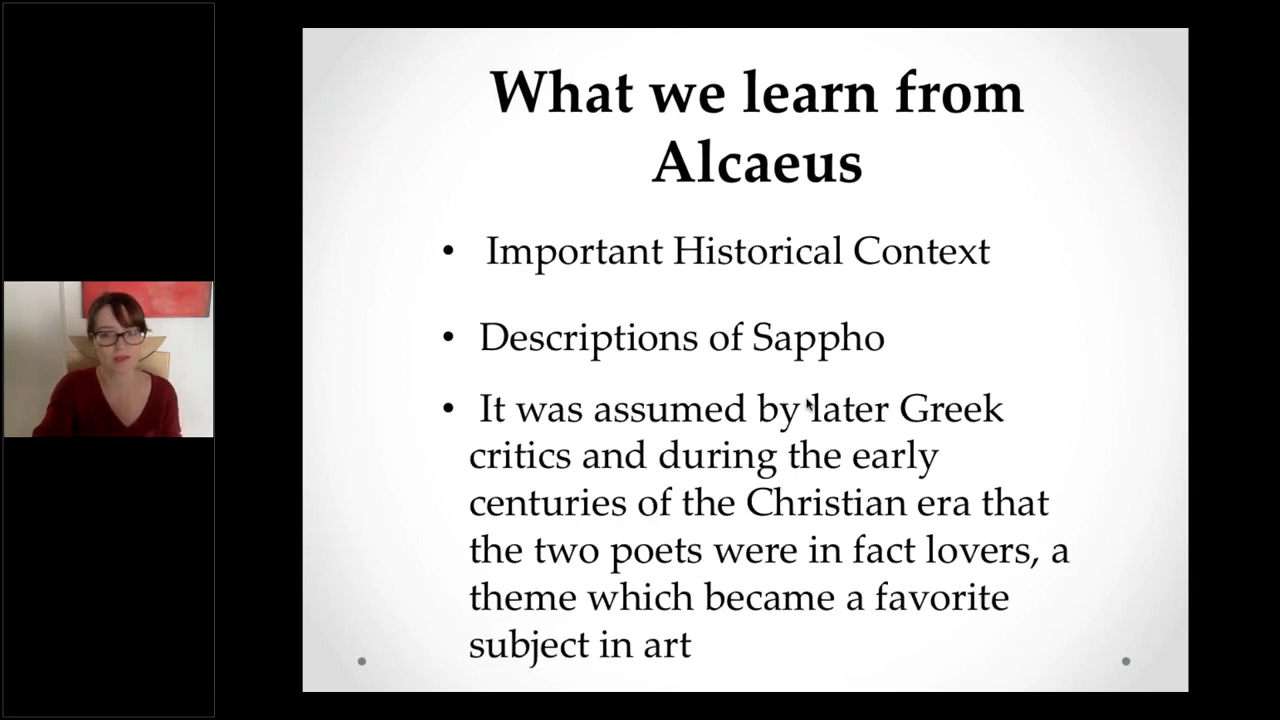 What we learn from
Alcaeus
• Important Historical Context
• Descriptions of Sappho
• It was assumed by later Greek
critics and during the early
centuries of the Christian era that
the two poets were in fact lovers, a
theme which became a favorite
subject in art